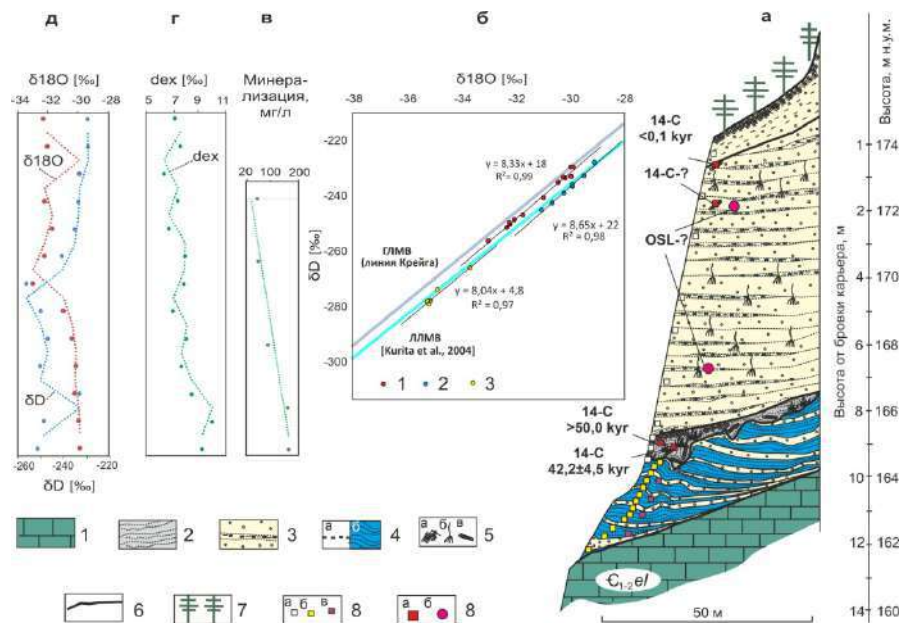 д
г
в
б
а
δ18O [‰]
-34 -31 -28
δ18O
δD
-260 -240 -220
δD [‰]
dex [‰]
5 7 9 11
dex
Минера-
лизация,
мг/л
20 100 200
δ18O
-38 -36 -34 -32 -30 -28
-220
-240
-260
-280
-300
δD [‰]
y = 8,33x + 18
R²= 0,99
y = 8,65x + 22
R² = 0,98
y = 8,04x + 4,8
R² = 0,97
ГЛМВ
(линия Крейга)
ЛЛМВ
[Kurita et al., 2004]
1 2 3
14-C
<0,1 kyr
14-C-?
OSL-?
14-C
>50,0 kyr
14-C
42,2±4,5 kyr
Є1-2el
50 м
Высота от бровки карьера, м
Высота, м н.у.м.
1 174
2 172
4 170
6 168
8 166
10 164
12 162
14 160
1
2
3
а б 4
а б в 5
6
7
а б в 8
а б 8